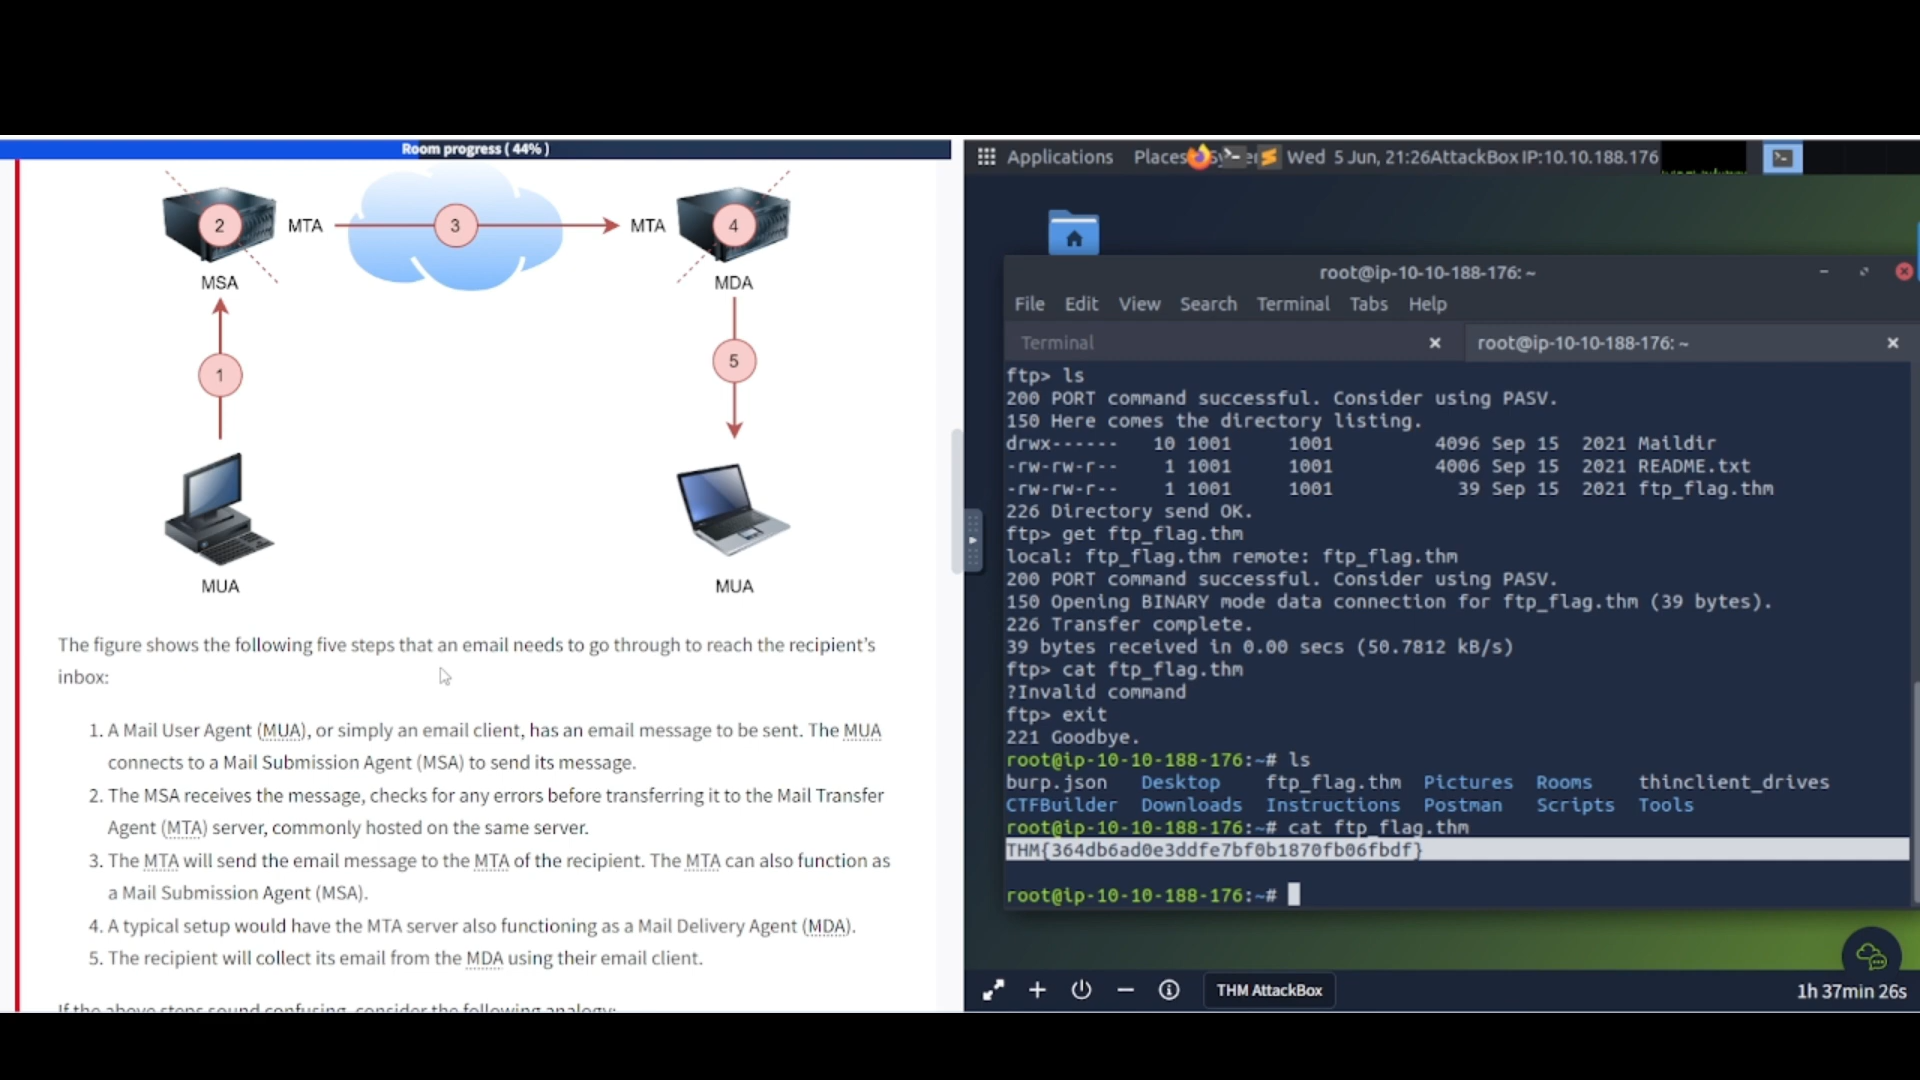 Room progress ( 44% )
2
MTA
3
MTA
4
MSA
MDA
1
5
MUA
MUA
The figure shows the following five steps that an email needs to go through to reach the recipient’s
inbox:
1. A Mail User Agent (MUA), or simply an email client, has an email message to be sent. The MUA
connects to a Mail Submission Agent (MSA) to send its message.
2. The MSA receives the message, checks for any errors before transferring it to the Mail Transfer
Agent (MTA) server, commonly hosted on the same server.
3. The MTA will send the email message to the MTA of the recipient. The MTA can also function as
a Mail Submission Agent (MSA).
4. A typical setup would have the MTA server also functioning as a Mail Delivery Agent (MDA).
5. The recipient will collect its email from the MDA using their email client.
If the above steps sound confusing, consider the following analogy:
Applications Places Wed 5 Jun, 21:26 AttackBox IP:10.10.188.176
root@ip-10-10-188-176: ~
File Edit View Search Terminal Tabs Help
Terminal × root@ip-10-10-188-176: ~ ×
ftp> ls
200 PORT command successful. Consider using PASV.
150 Here comes the directory listing.
drwx------ 10 1001 1001 4096 Sep 15 2021 Maildir
-rw-rw-r-- 1 1001 1001 4006 Sep 15 2021 README.txt
-rw-rw-r-- 1 1001 1001 39 Sep 15 2021 ftp_flag.thm
226 Directory send OK.
ftp> get ftp_flag.thm
local: ftp_flag.thm remote: ftp_flag.thm
200 PORT command successful. Consider using PASV.
150 Opening BINARY mode data connection for ftp_flag.thm (39 bytes).
226 Transfer complete.
39 bytes received in 0.00 secs (50.7812 kB/s)
ftp> cat ftp_flag.thm
?Invalid command
ftp> exit
221 Goodbye.
root@ip-10-10-188-176:~# ls
burp.json Desktop ftp_flag.thm Pictures Rooms thinclient_drives
CTFBuilder Downloads Instructions Postman Scripts Tools
root@ip-10-10-188-176:~# cat ftp_flag.thm
THM{364db6ad0e3ddfe7bf0b1870fb06fbdf}
root@ip-10-10-188-176:~#
THM AttackBox
1h 37min 26s